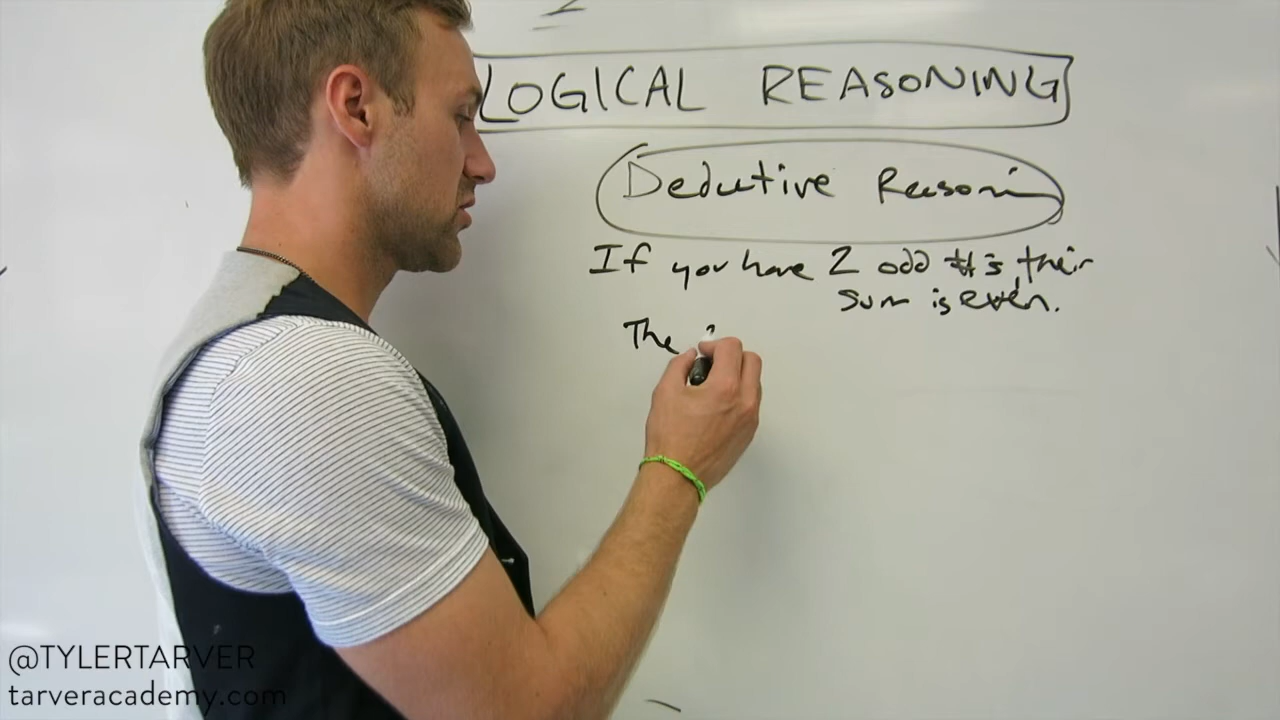 LOGICAL REASONING
Deductive Reasoning
If you have 2 odd #'s, their
sum is even.
The
@TYLERTARVER
tarveracademy.com